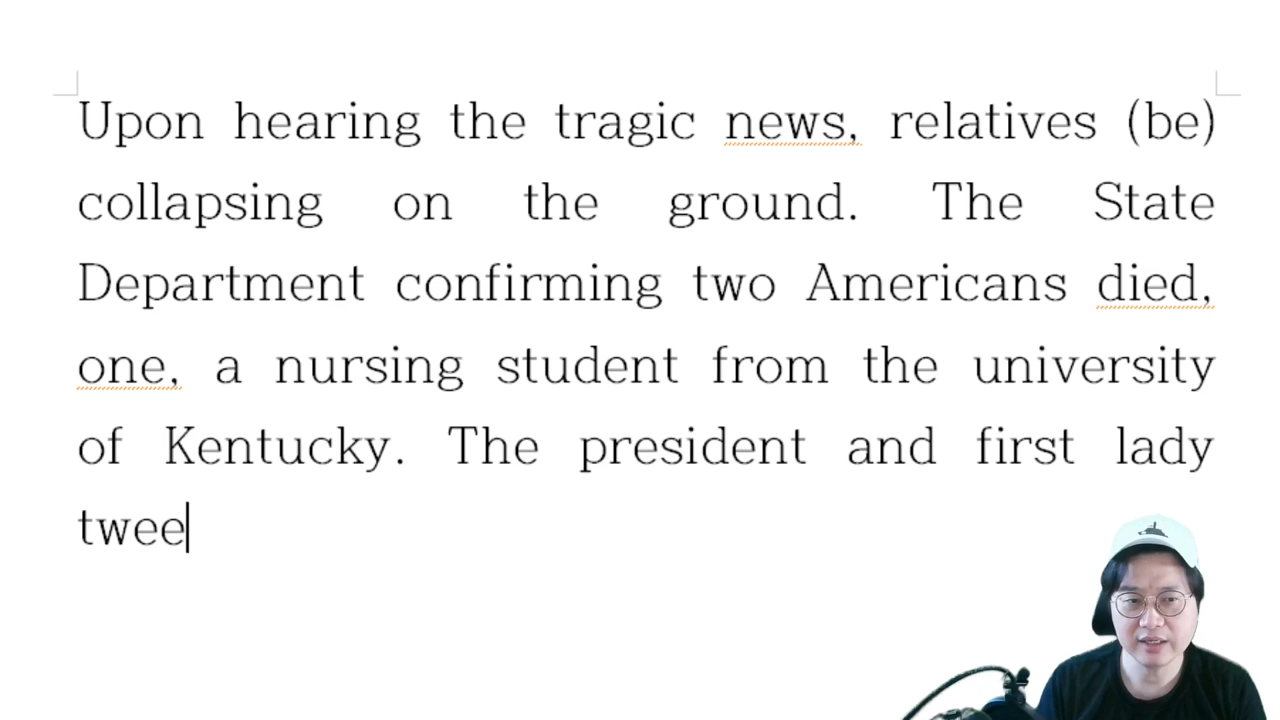 Upon hearing the tragic news, relatives (be)
collapsing on the ground. The State
Department confirming two Americans died,
one, a nursing student from the university
of Kentucky. The president and first lady
twee